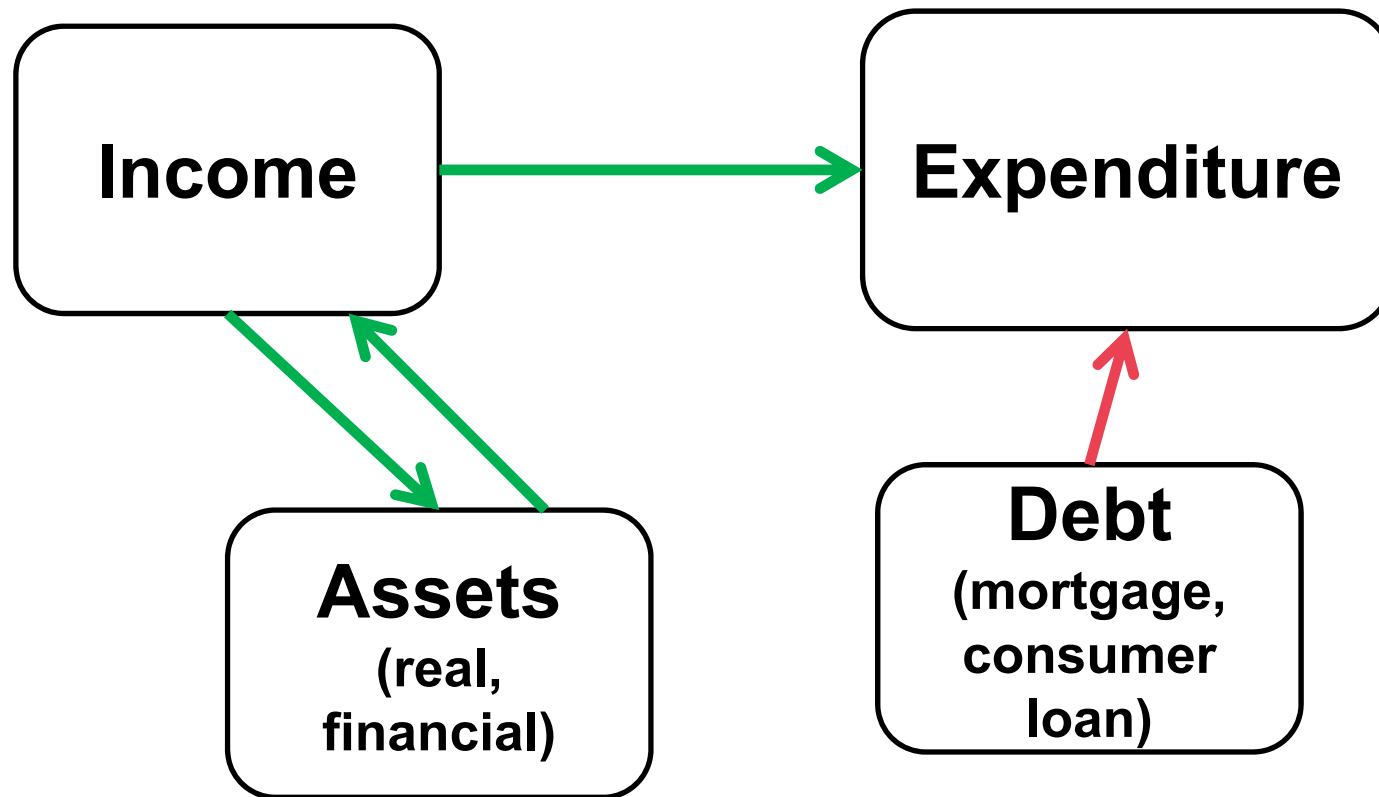 Income
Expenditure
Assets
(real,
financial)
Debt
(mortgage,
consumer
loan)